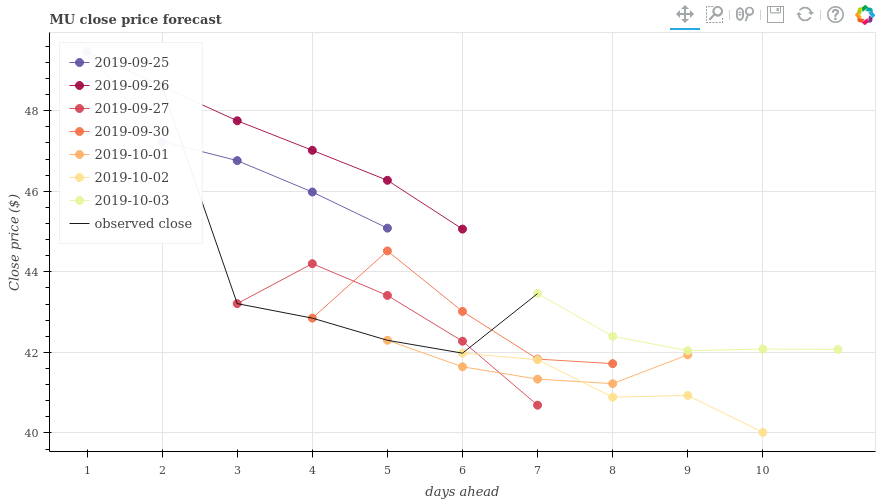 MU close price forecast
2019-09-25
2019-09-26
2019-09-27
2019-09-30
2019-10-01
2019-10-02
2019-10-03
observed close
Close price ($)
48
46
44
42
40
1 2 3 4 5 6 7 8 9 10
days ahead